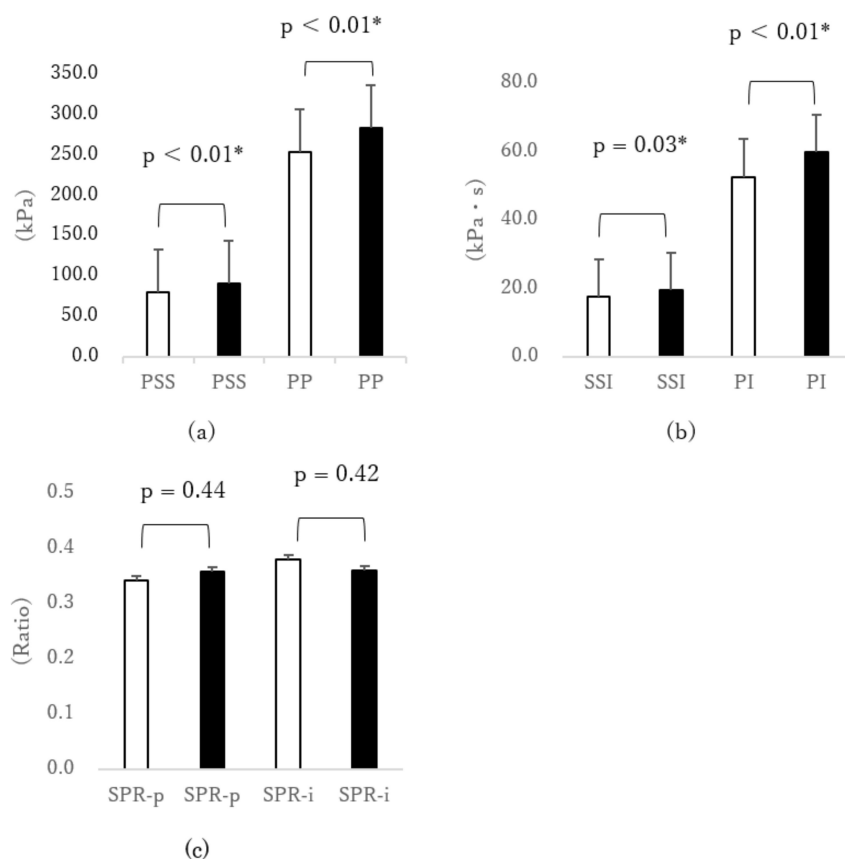 p < 0.01*
350.0
300.0
250.0
200.0
150.0
100.0
50.0
0.0
(kPa)
p < 0.01*
PSS PSS PP PP
(a)
p < 0.01*
80.0
60.0
40.0
20.0
0.0
(kPa・s)
p = 0.03*
SSI SSI PI PI
(b)
0.5
0.4
0.3
0.2
0.1
0.0
(Ratio)
p = 0.44
p = 0.42
SPR-p SPR-p SPR-i SPR-i
(c)